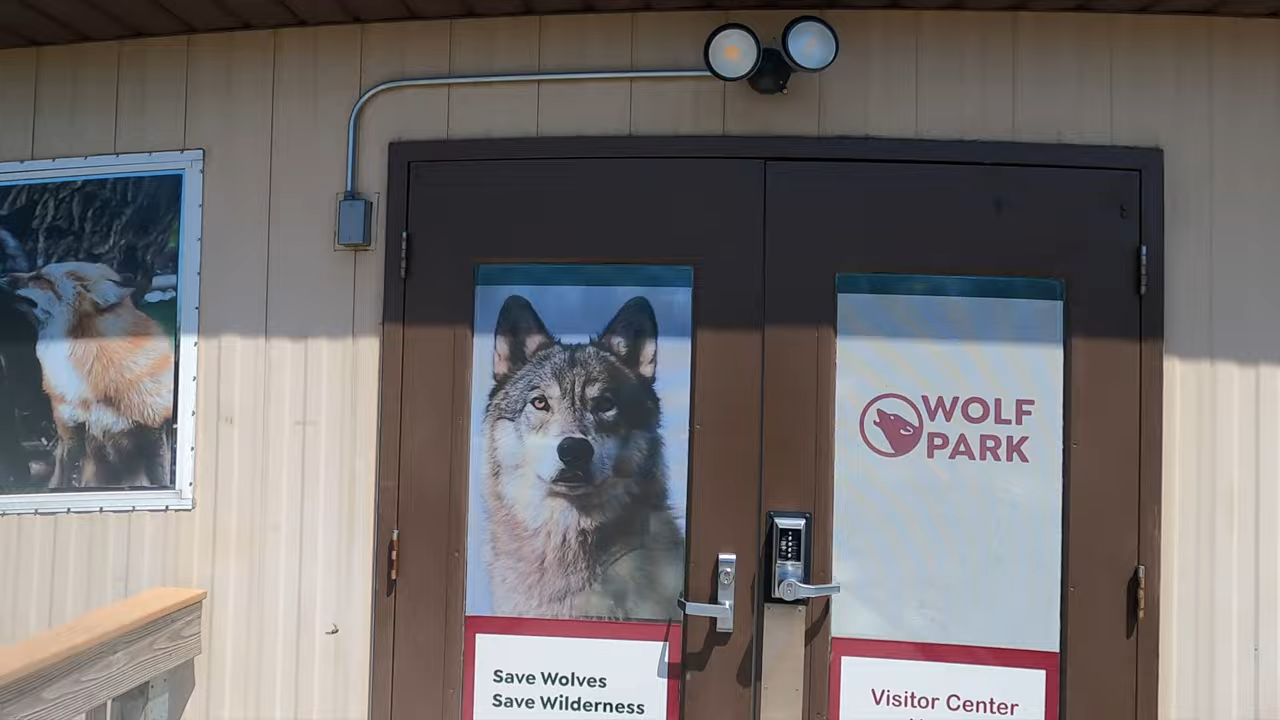 WOLF
PARK
Save Wolves
Save Wilderness
Visitor Center